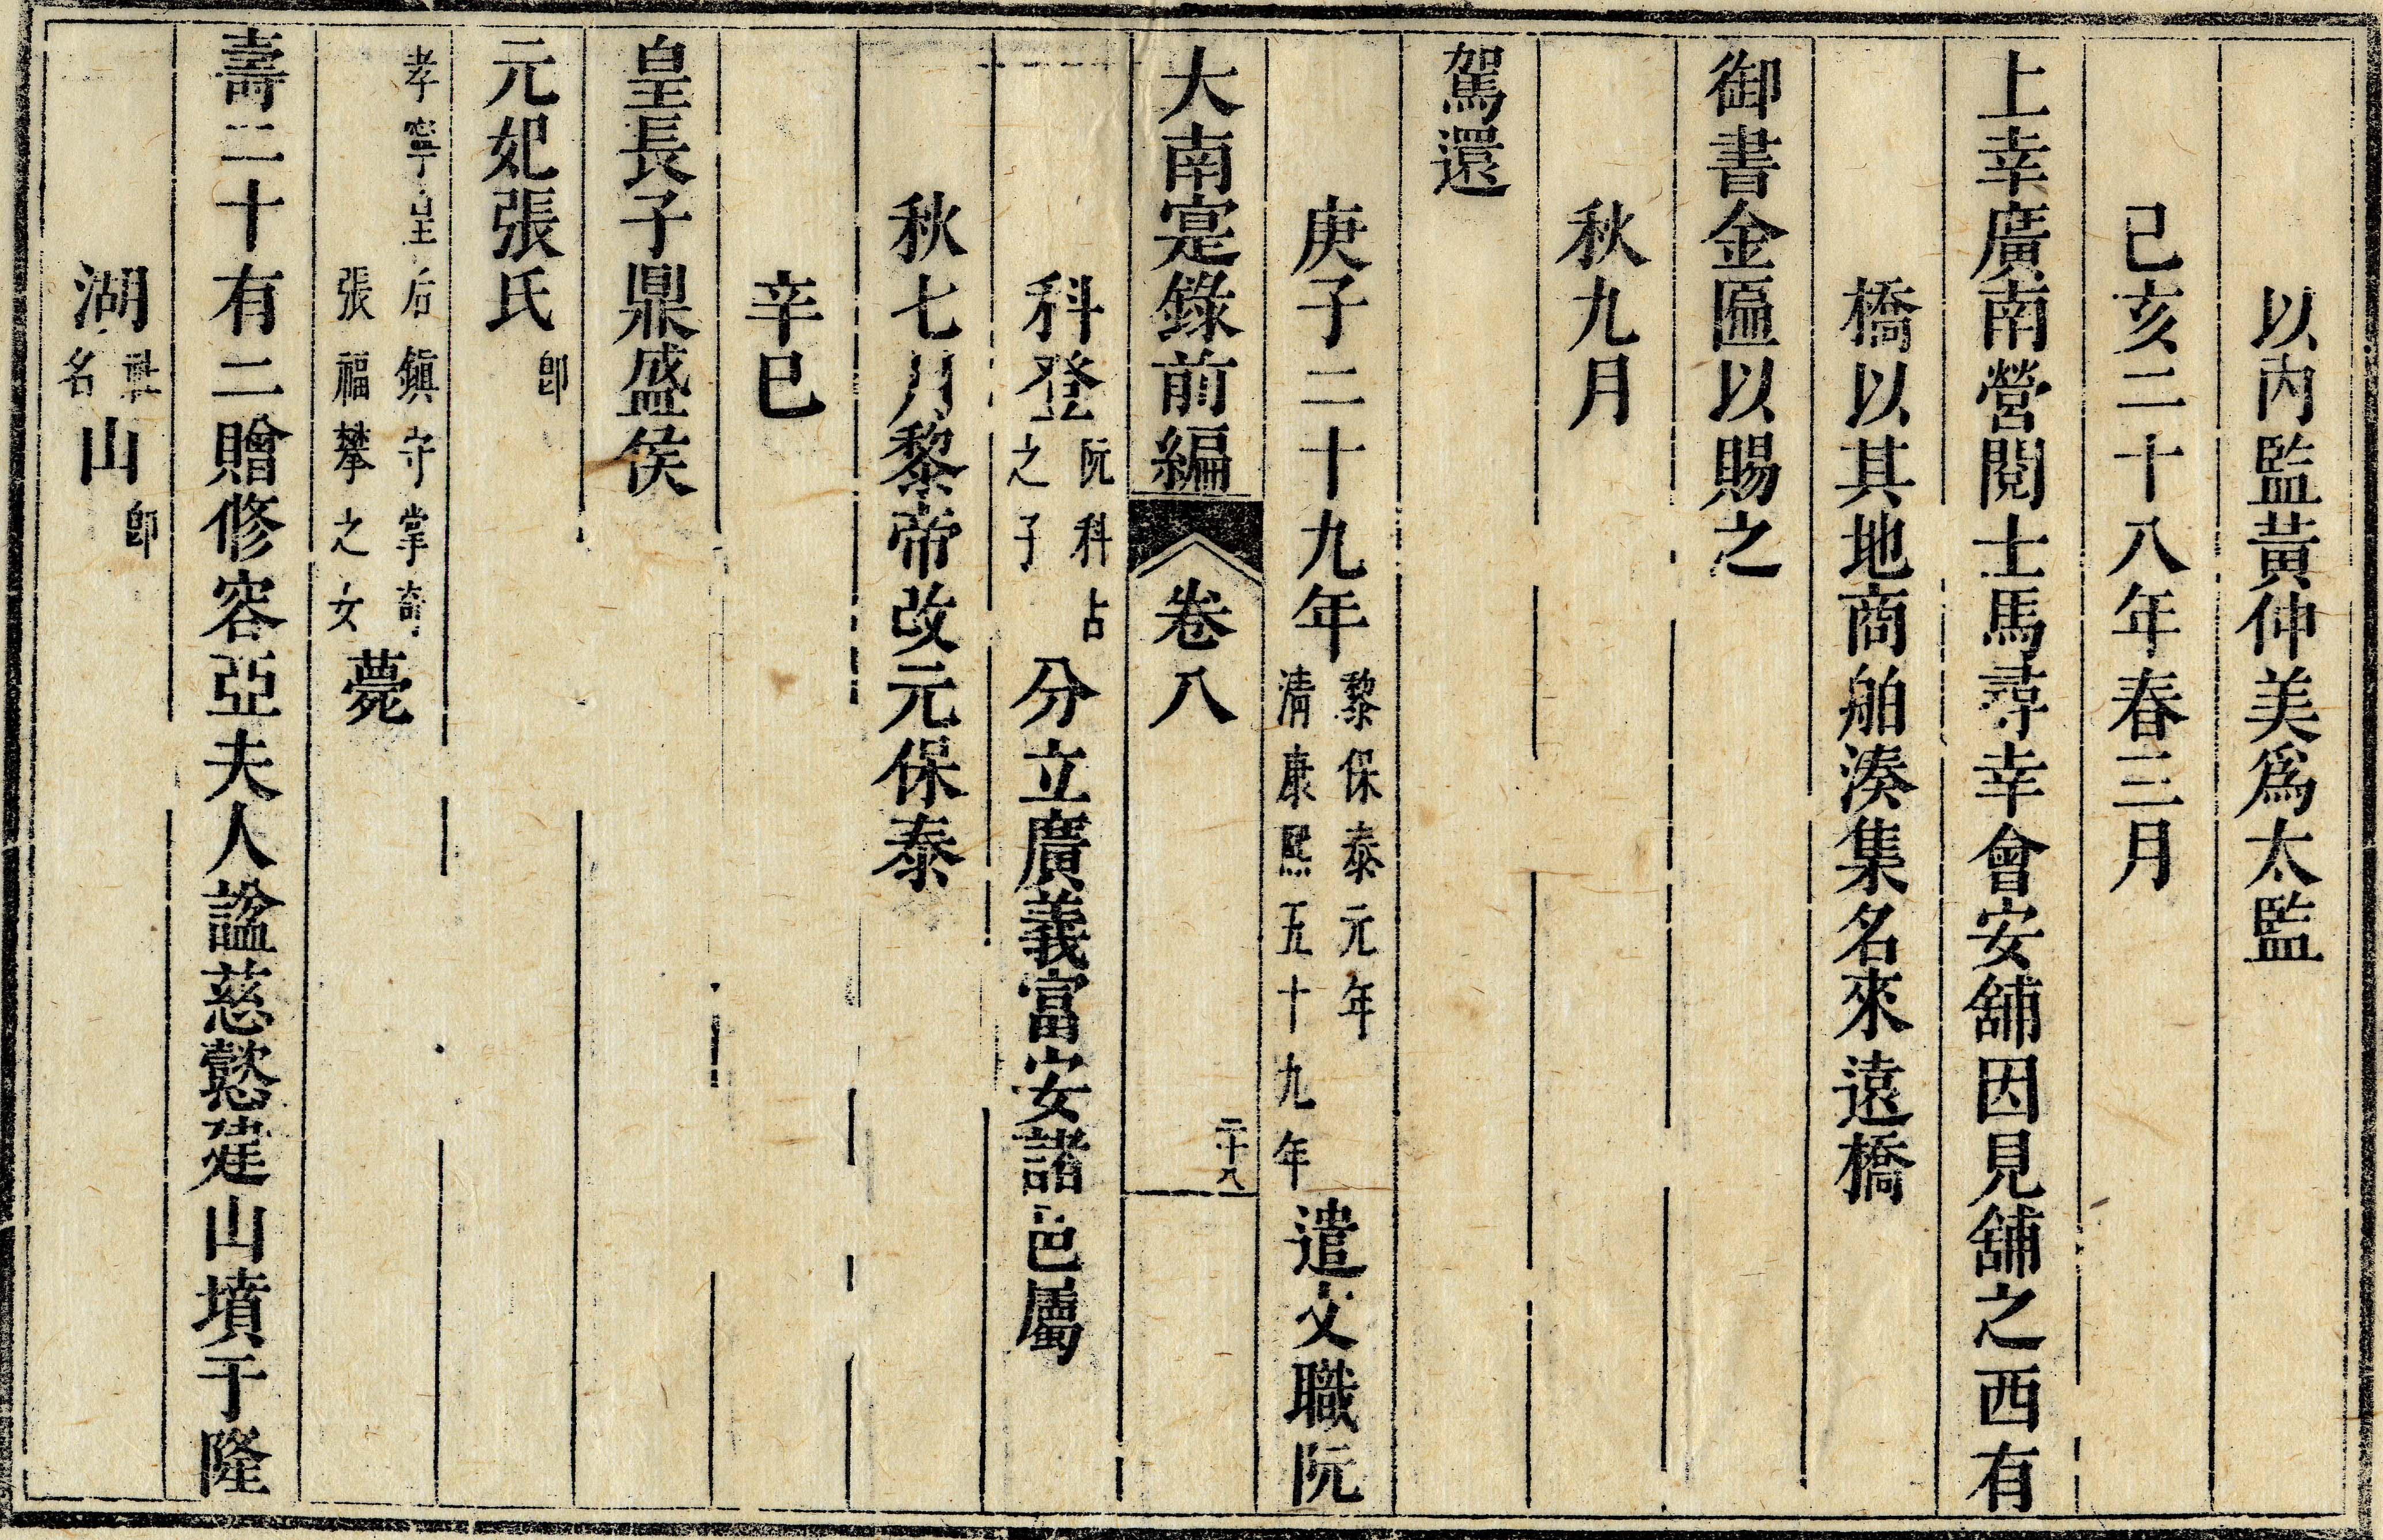 以內監黃仲美爲太監
己亥二十八年春三月
上幸廣南營閱士馬尋幸會安舖因見舖之西有
橋以其地商舶湊集名來遠橋
御書金匾以賜之
秋九月
駕還
庚子二十九年黎保泰元年清康熙五十九年遣文職阮
大南寔錄前編 卷八 二十八
科登阮科占之子分立廣義富安諸邑屬
秋七月黎帝改元保泰
辛巳
皇長子鼎盛侯
元妃張氏卽
孝寧皇后鎮守掌奇張福攀之女薨
壽二十有二贈修容亞夫人諡慈懿葬山墳于隆
湖社名山卽